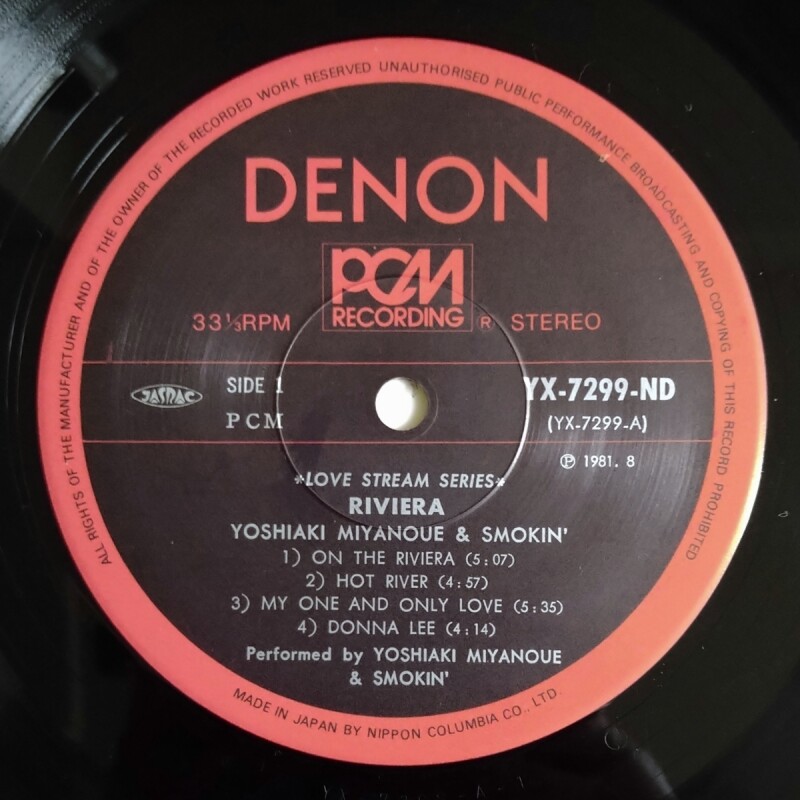 ALL RIGHTS OF THE MANUFACTURER AND OF THE OWNER OF THE RECORDED WORK RESERVED UNAUTHORISED PUBLIC PERFORMANCE BROADCASTING AND COPYING OF THIS RECORD PROHIBITED
DENON
PCM
RECORDING
33⅓RPM ® STEREO
JASRAC SIDE 1 YX-7299-ND
PCM (YX-7299-A)
℗ 1981. 8
*LOVE STREAM SERIES*
RIVIERA
YOSHIAKI MIYANOUE & SMOKIN'
1) ON THE RIVIERA (5:07)
2) HOT RIVER (4:57)
3) MY ONE AND ONLY LOVE (5:35)
4) DONNA LEE (4:14)
Performed by YOSHIAKI MIYANOUE
& SMOKIN'
MADE IN JAPAN BY NIPPON COLUMBIA CO., LTD.